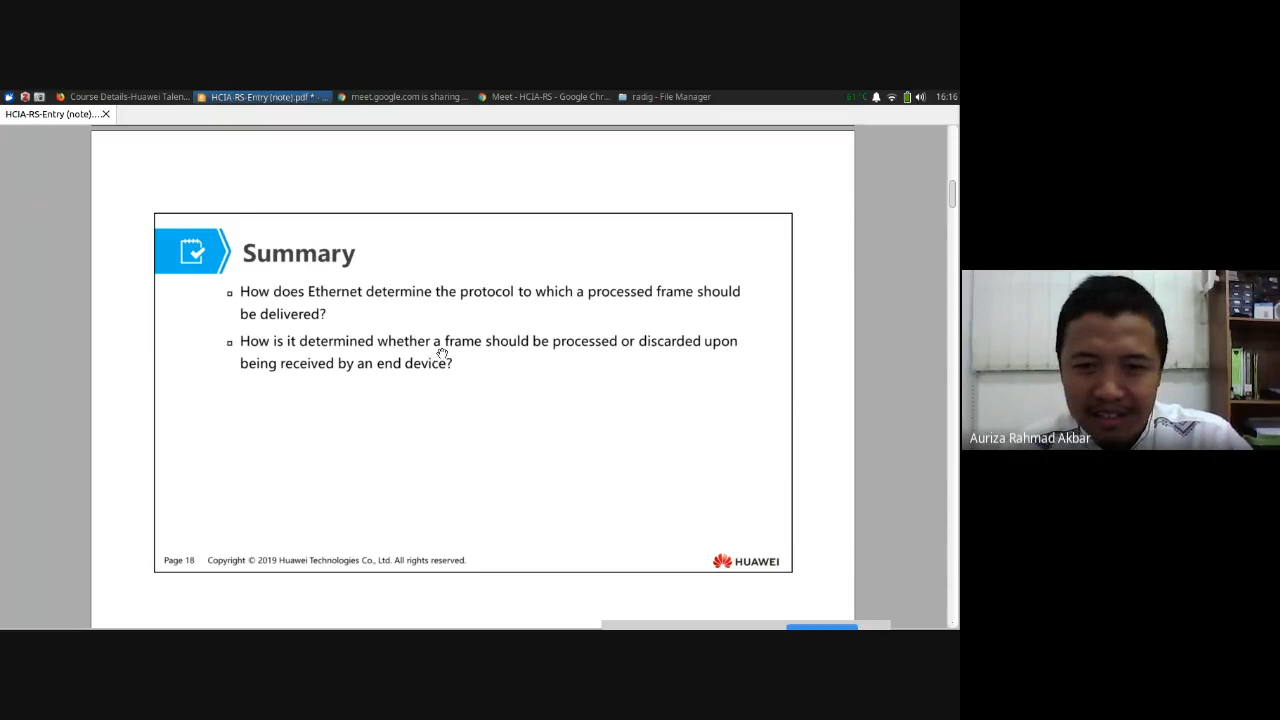 Course Details-Huawei Talen...
HCIA-RS-Entry (note).pdf * -...
meet.google.com is sharing ...
Meet - HCIA-RS - Google Chr...
radig - File Manager
61°C
16:16
HCIA-RS-Entry (note)....
Summary
How does Ethernet determine the protocol to which a processed frame should
be delivered?
How is it determined whether a frame should be processed or discarded upon
being received by an end device?
Page 18
Copyright © 2019 Huawei Technologies Co., Ltd. All rights reserved.
HUAWEI
Auriza Rahmad Akbar